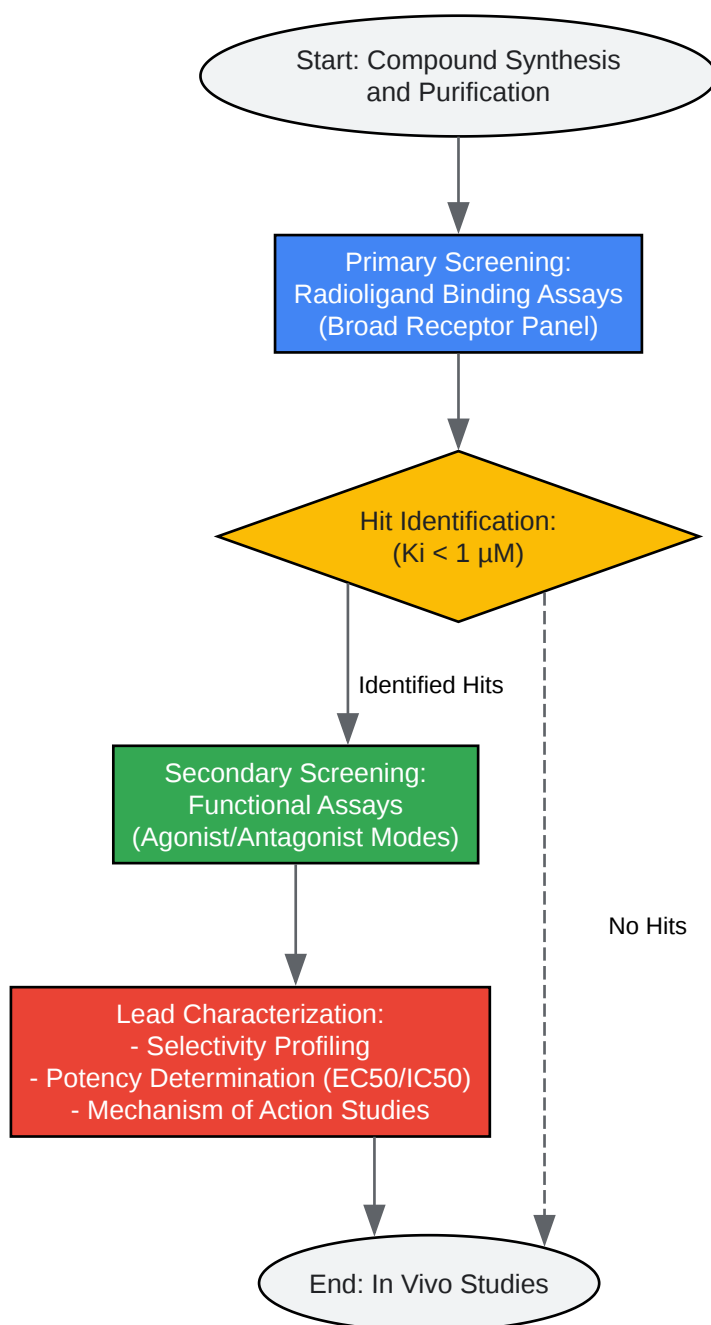 Start: Compound Synthesis
and Purification
Primary Screening:
Radioligand Binding Assays
(Broad Receptor Panel)
Hit Identification:
(Ki < 1 µM)
Identified Hits
Secondary Screening:
Functional Assays
(Agonist/Antagonist Modes)
No Hits
Lead Characterization:
- Selectivity Profiling
- Potency Determination (EC50/IC50)
- Mechanism of Action Studies
End: In Vivo Studies